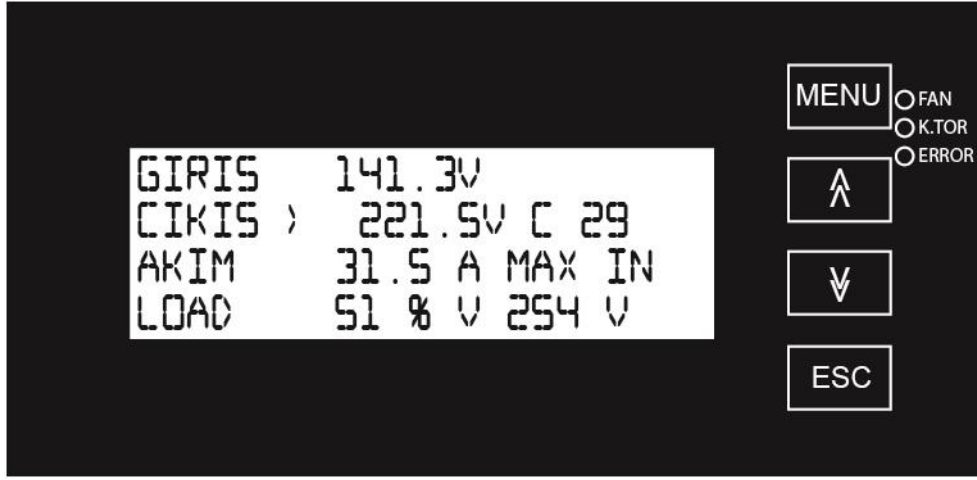 GIRIS 141.3V
CIKIS > 221.5V C 29
AKIM 31.5 A MAX IN
LOAD 51 % V 254 V
MENU
FAN
K.TOR
ERROR
ESC